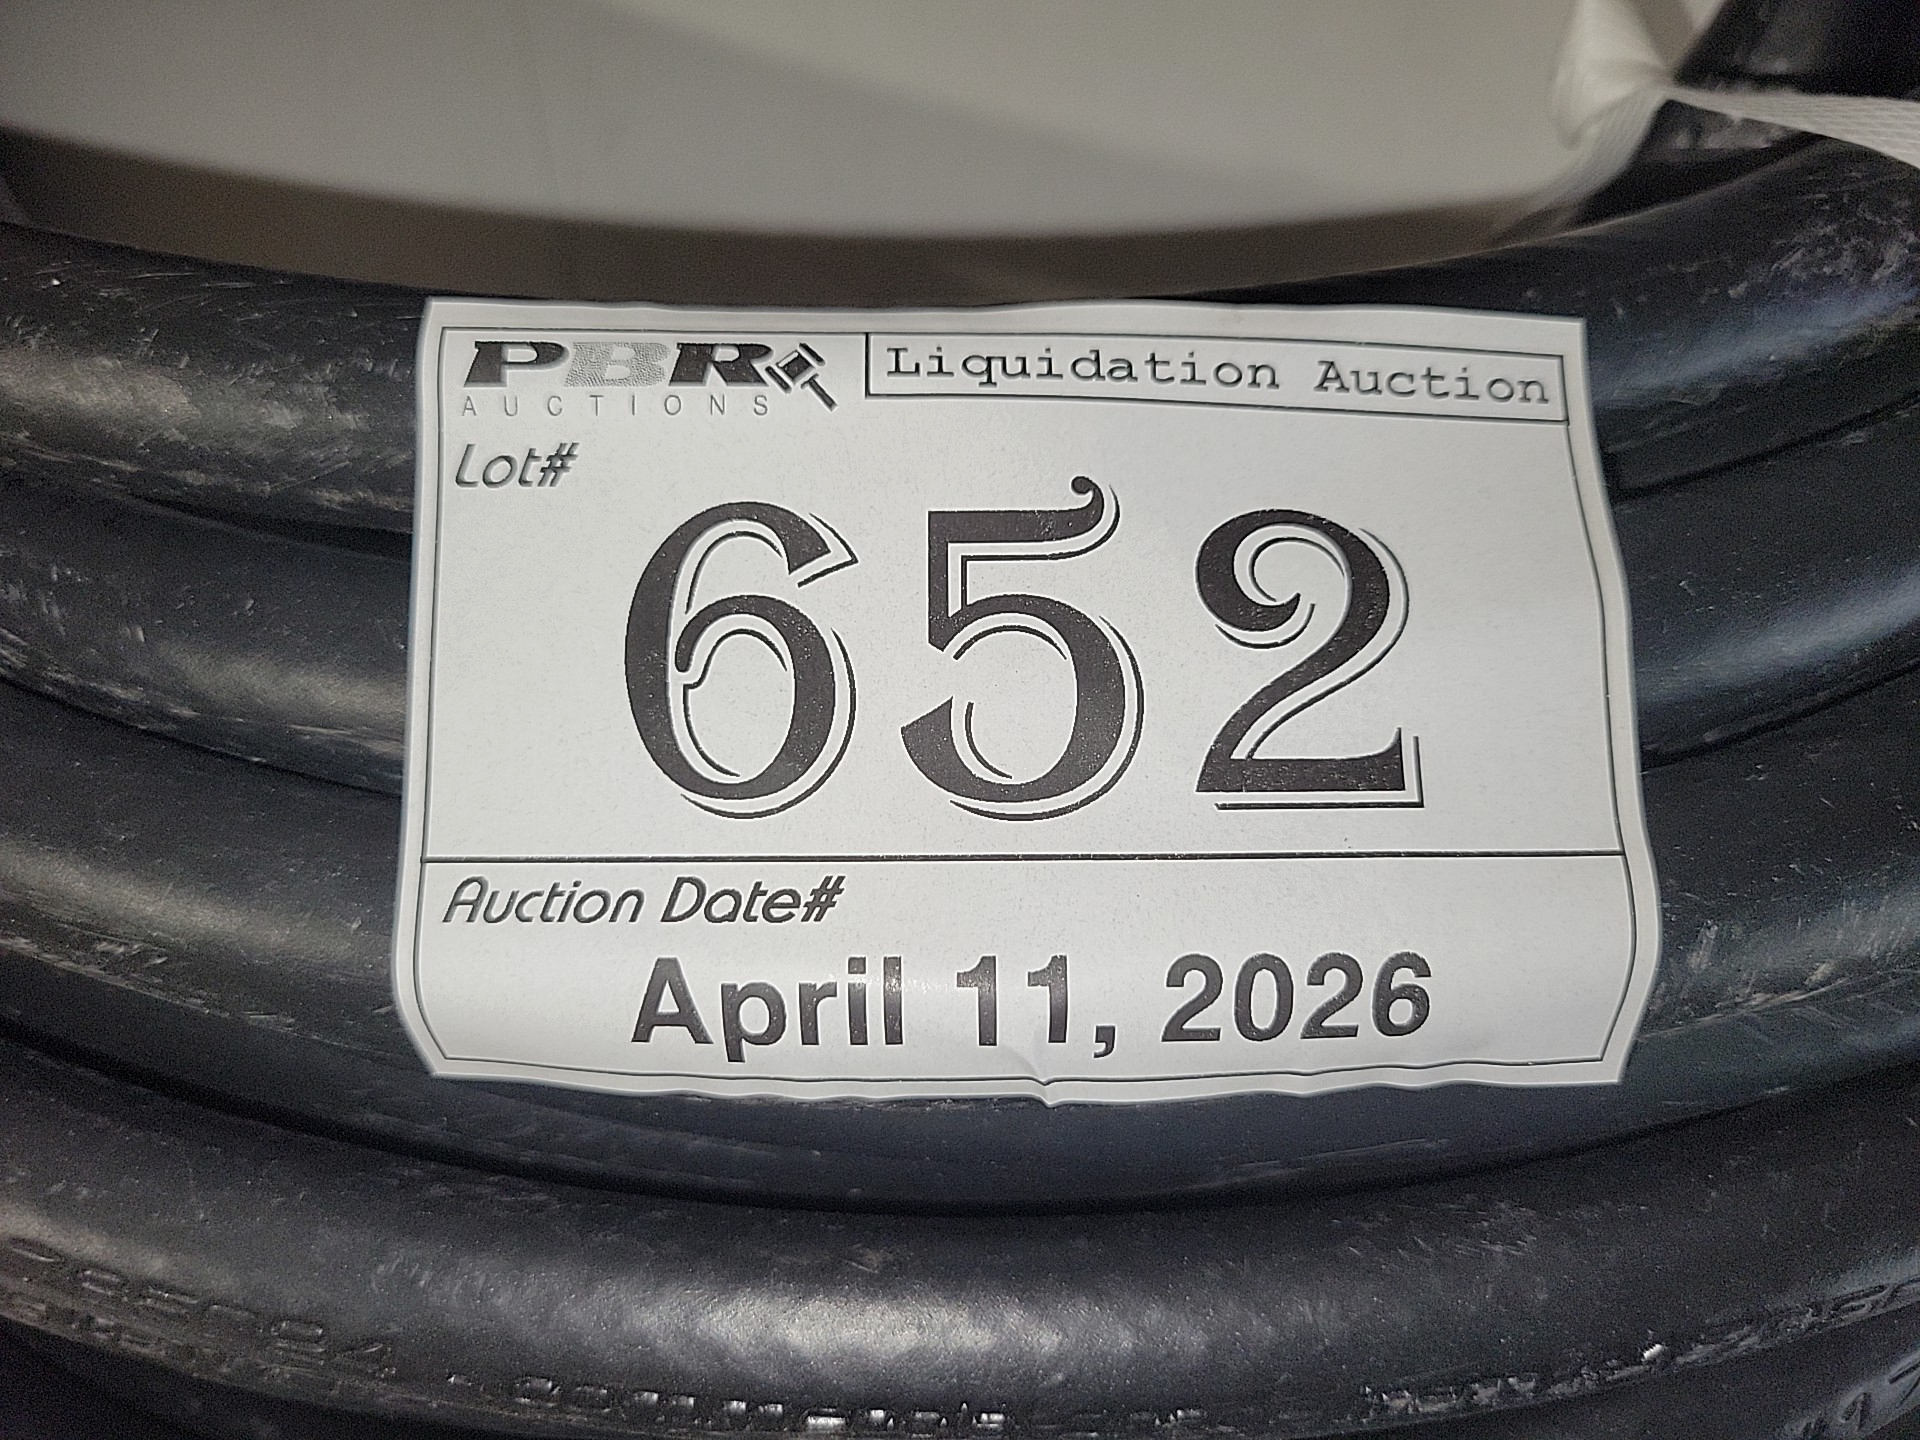 PBR
AUCTIONS
Liquidation Auction
Lot#
652
Auction Date#
April 11, 2026